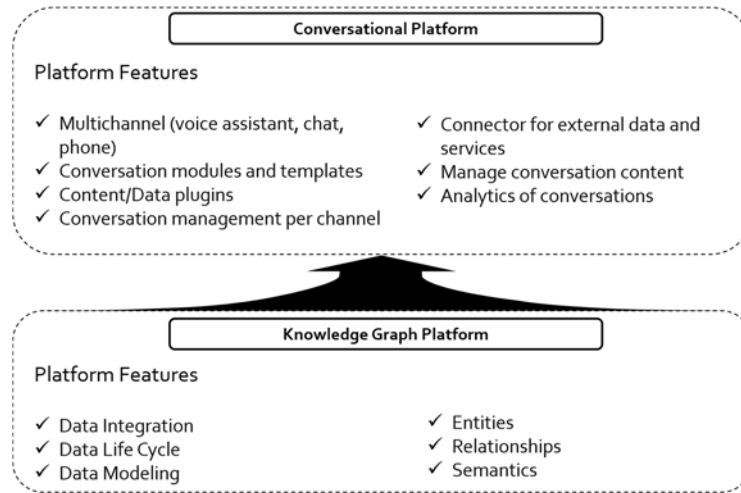 Conversational Platform
Platform Features
✓ Multichannel (voice assistant, chat,
phone)
✓ Conversation modules and templates
✓ Content/Data plugins
✓ Conversation management per channel
✓ Connector for external data and
services
✓ Manage conversation content
✓ Analytics of conversations
Knowledge Graph Platform
Platform Features
✓ Data Integration
✓ Data Life Cycle
✓ Data Modeling
✓ Entities
✓ Relationships
✓ Semantics